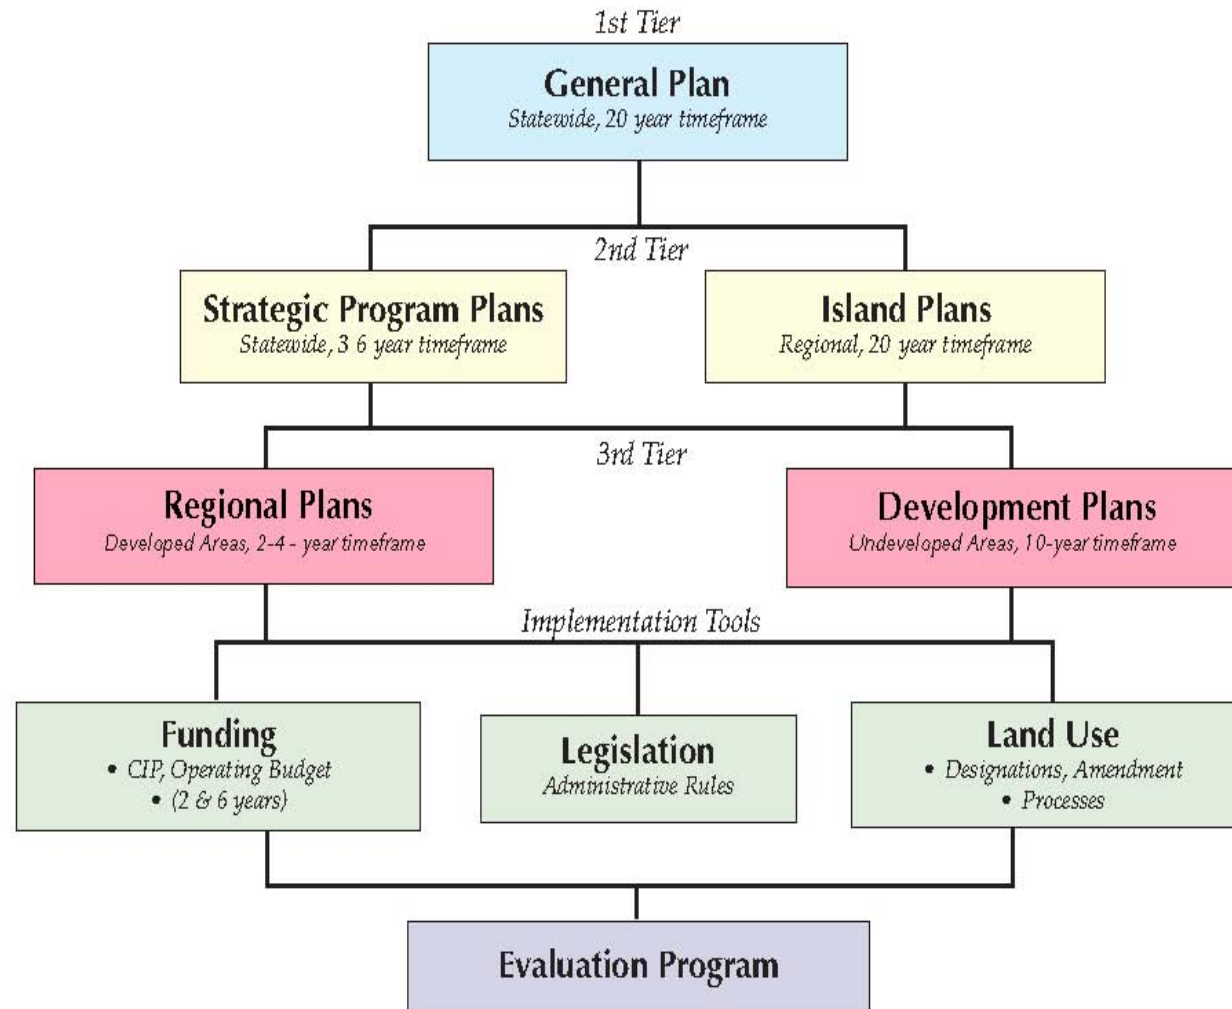 1st Tier
General Plan
Statewide, 20 year timeframe
2nd Tier
Strategic Program Plans
Statewide, 3 6 year timeframe
Island Plans
Regional, 20 year timeframe
3rd Tier
Regional Plans
Developed Areas, 2-4 - year timeframe
Development Plans
Undeveloped Areas, 10-year timeframe
Implementation Tools
Funding
• CIP, Operating Budget
• (2 & 6 years)
Legislation
Administrative Rules
Land Use
• Designations, Amendment
• Processes
Evaluation Program